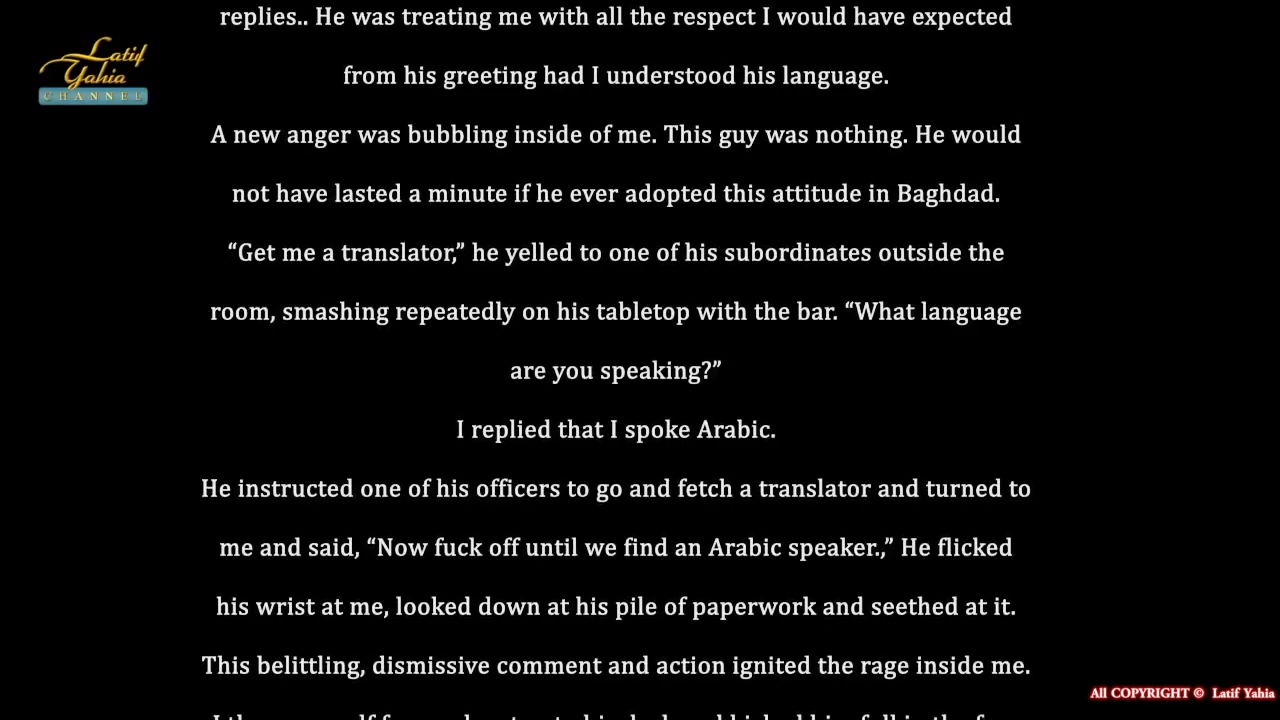 replies.. He was treating me with all the respect I would have expected
Latif
Yahia
CHANNEL
from his greeting had I understood his language.
A new anger was bubbling inside of me. This guy was nothing. He would
not have lasted a minute if he ever adopted this attitude in Baghdad.
“Get me a translator,” he yelled to one of his subordinates outside the
room, smashing repeatedly on his tabletop with the bar. “What language
are you speaking?”
I replied that I spoke Arabic.
He instructed one of his officers to go and fetch a translator and turned to
me and said, “Now fuck off until we find an Arabic speaker.,” He flicked
his wrist at me, looked down at his pile of paperwork and seethed at it.
This belittling, dismissive comment and action ignited the rage inside me.
All COPYRIGHT © Latif Yahia